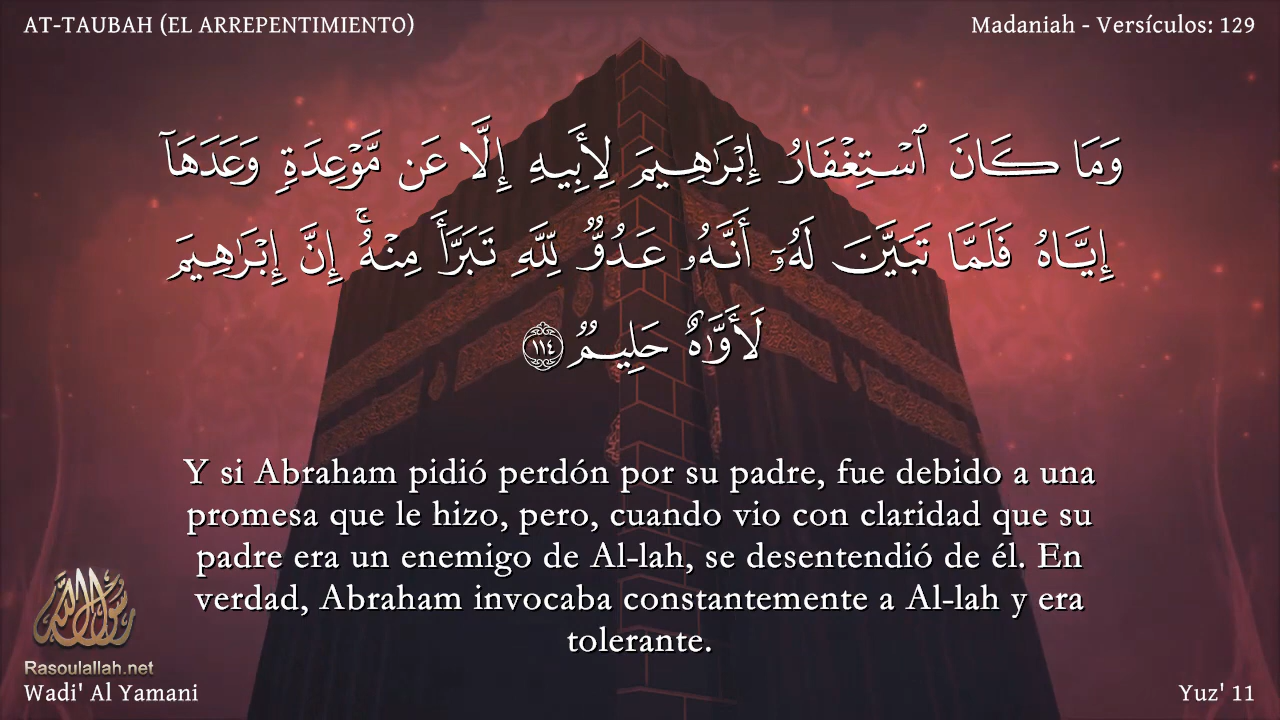 AT-TAUBAH (EL ARREPENTIMIENTO)
Madaniah - Versículos: 129
وَمَا كَانَ ٱسْتِغْفَارُ إِبْرَٰهِيمَ لِأَبِيهِ إِلَّا عَن مَّوْعِدَةٍ وَعَدَهَآ
إِيَّاهُ فَلَمَّا تَبَيَّنَ لَهُۥٓ أَنَّهُۥ عَدُوٌّ لِّلَّهِ تَبَرَّأَ مِنْهُ ۚ إِنَّ إِبْرَٰهِيمَ
لَأَوَّٰهٌ حَلِيمٌ ١١٤
Y si Abraham pidió perdón por su padre, fue debido a una
promesa que le hizo, pero, cuando vio con claridad que su
padre era un enemigo de Al-lah, se desentendió de él. En
verdad, Abraham invocaba constantemente a Al-lah y era
tolerante.
رسول الله
Rasoulallah.net
Wadi' Al Yamani
Yuz' 11